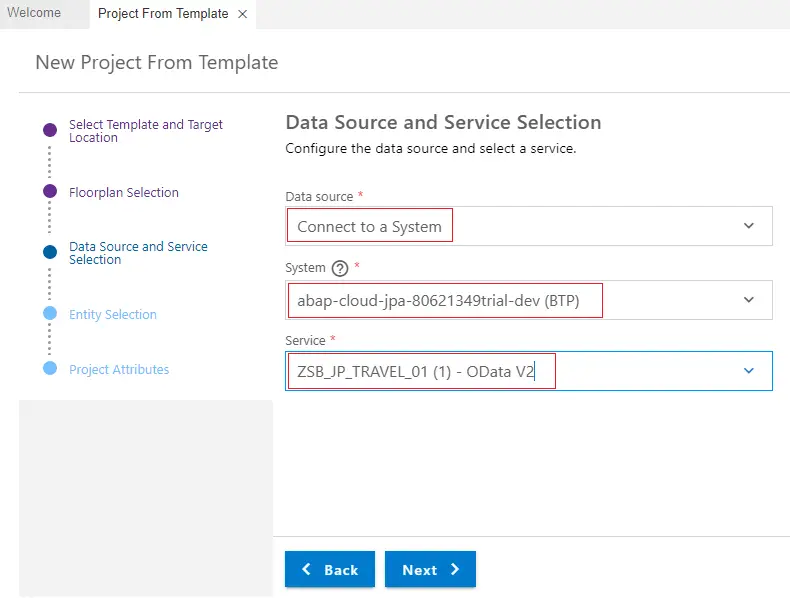 Welcome
Project From Template
New Project From Template
Select Template and Target
Location
Floorplan Selection
Data Source and Service
Selection
Entity Selection
Project Attributes
Data Source and Service Selection
Configure the data source and select a service.
Data source *
Connect to a System
System ? *
abap-cloud-jpa-80621349trial-dev (BTP)
Service *
ZSB_JP_TRAVEL_01 (1) - OData V2
Back
Next